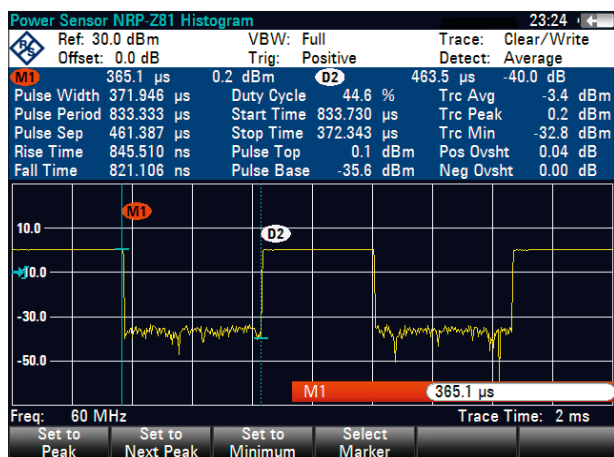 Power Sensor NRP-Z81 Histogram 23:24
R&S Ref: 30.0 dBm VBW: Full Trace: Clear/Write
Offset: 0.0 dB Trig: Positive Detect: Average
M1 365.1 µs 0.2 dBm D2 463.5 µs -40.0 dB
Pulse Width 371.946 µs Duty Cycle 44.6 % Trc Avg -3.4 dBm
Pulse Period 833.333 µs Start Time 833.730 µs Trc Peak 0.2 dBm
Pulse Sep 461.387 µs Stop Time 372.343 µs Trc Min -32.8 dBm
Rise Time 845.510 ns Pulse Top 0.1 dBm Pos Ovsht 0.04 dB
Fall Time 821.106 ns Pulse Base -35.6 dBm Neg Ovsht 0.00 dB
M1
10.0
D2
10.0
-30.0
-50.0
M1 365.1 µs
Freq: 60 MHz Trace Time: 2 ms
Set to Peak Set to Next Peak Set to Minimum Select Marker